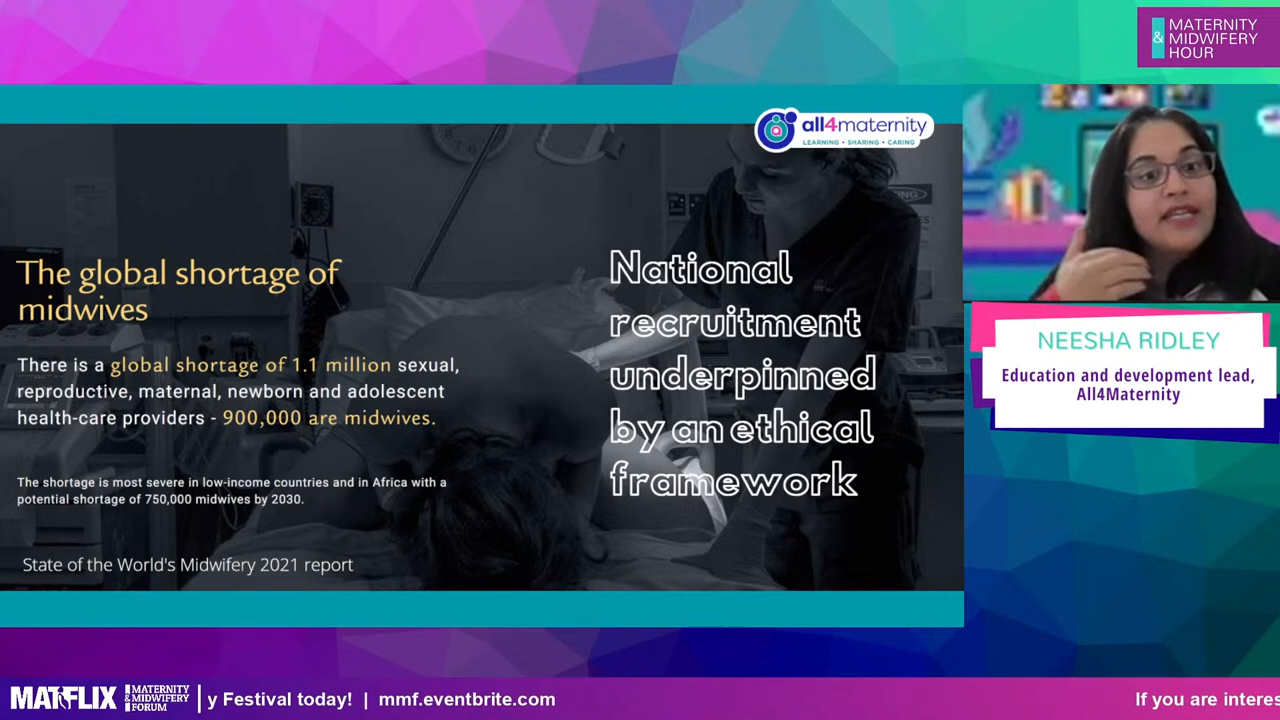 MATERNITY
& MIDWIFERY
HOUR
all4maternity
LEARNING • SHARING • CARING
The global shortage of
midwives
There is a global shortage of 1.1 million sexual,
reproductive, maternal, newborn and adolescent
health-care providers - 900,000 are midwives.
The shortage is most severe in low-income countries and in Africa with a
potential shortage of 750,000 midwives by 2030.
State of the World's Midwifery 2021 report
National
recruitment
underpinned
by an ethical
framework
NEESHA RIDLEY
Education and development lead,
All4Maternity
MATFLIX
MATERNITY
& MIDWIFERY
FORUM
y Festival today! | mmf.eventbrite.com
If you are interes